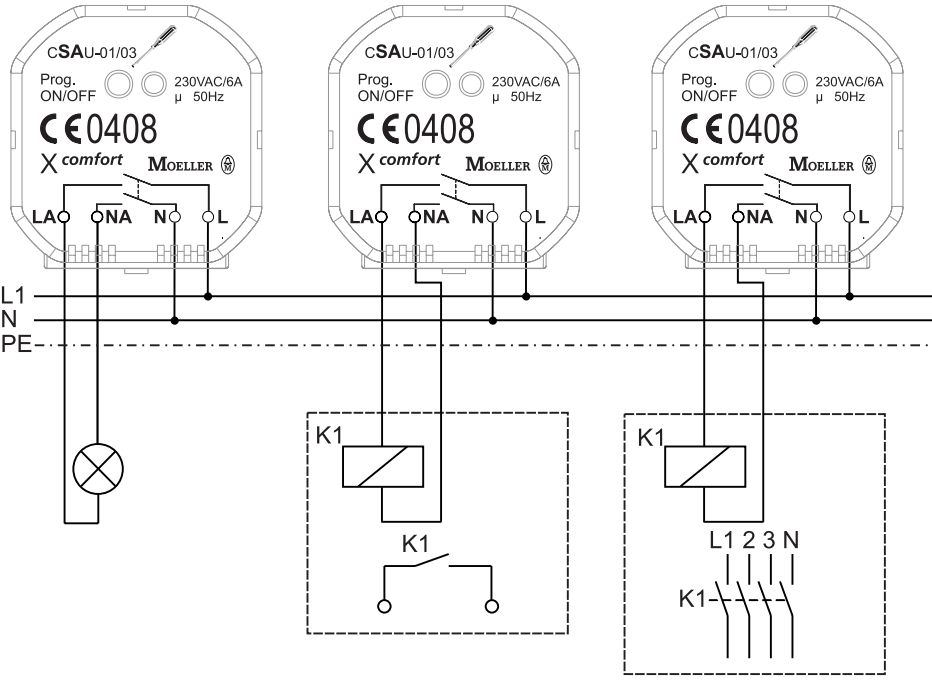 CSAU-01/03
Prog. 230VAC/6A
ON/OFF µ 50Hz
CE0408
X comfort MOELLER
LA NA N L
CSAU-01/03
Prog. 230VAC/6A
ON/OFF µ 50Hz
CE0408
X comfort MOELLER
LA NA N L
CSAU-01/03
Prog. 230VAC/6A
ON/OFF µ 50Hz
CE0408
X comfort MOELLER
LA NA N L
L1
N
PE
K1
K1
K1
L1 2 3 N
K1